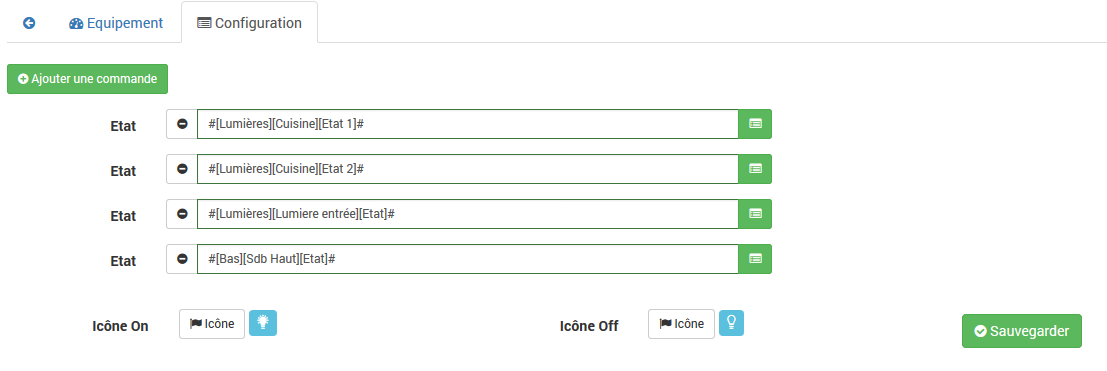 Equipement Configuration
Ajouter une commande
Etat #[Lumières][Cuisine][Etat 1]#
Etat #[Lumières][Cuisine][Etat 2]#
Etat #[Lumières][Lumiere entrée][Etat]#
Etat #[Bas][Sdb Haut][Etat]#
Icône On Icône Icône Off Icône Sauvegarder